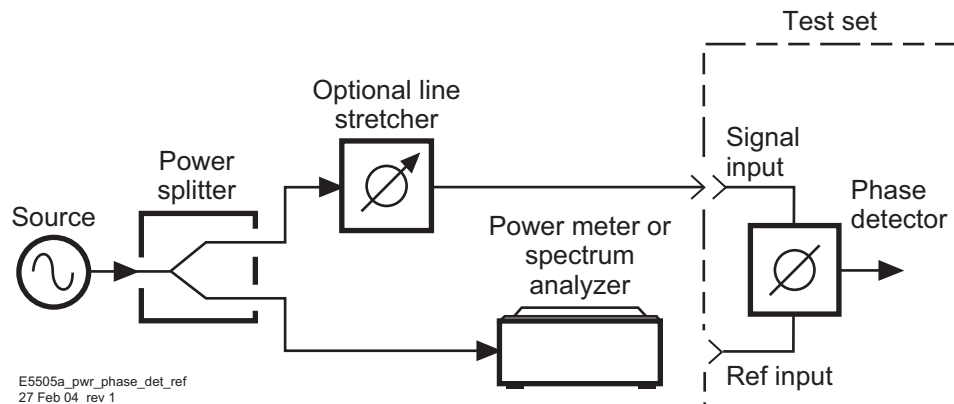 Test set
Optional line
stretcher
Signal
input
Power
splitter
Phase
detector
Source
Power meter or
spectrum
analyzer
Ref input
E5505a_pwr_phase_det_ref
27 Feb 04 rev 1